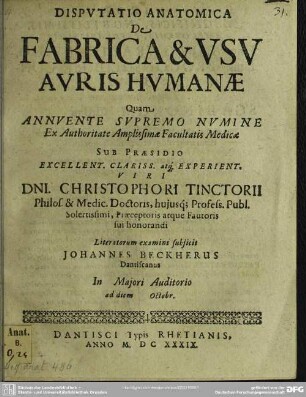 31.
DISPVTATIO ANATOMICA
De
FABRICA & VSV
AVRIS HVMANÆ
Quam
ANNVENTE SVPREMO NVMINE
Ex Authoritate Amplissimæ Facultatis Medicæ
SUB PRÆSIDIO
EXCELLENT. CLARISS. atq; EXPERIENT.
VIRI
DNI. CHRISTOPHORI TINCTORII
Philos. & Medic. Doctoris, hujusq́; Profess. Publ.
Solertissimi, Præceptoris atque Fautoris
sui honorandi
Literatorum examini subjicit
JOHANNES BECKHERUS
Dantiscanus
In Majori Auditorio
ad diem Octobr.
DANTISCI Typis RHETIANIS,
ANNO M. DC XXXIX.
Anat.